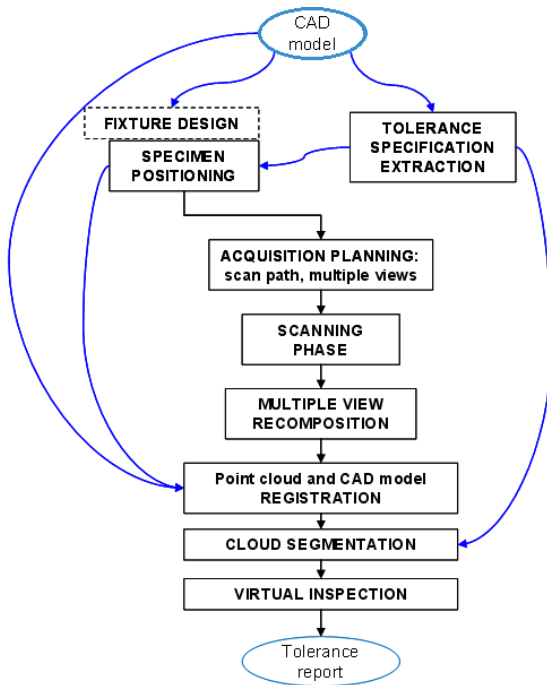 CAD
model
FIXTURE DESIGN
SPECIMEN
POSITIONING
TOLERANCE
SPECIFICATION
EXTRACTION
ACQUISITION PLANNING:
scan path, multiple views
SCANNING
PHASE
MULTIPLE VIEW
RECOMPOSITION
Point cloud and CAD model
REGISTRATION
CLOUD SEGMENTATION
VIRTUAL INSPECTION
Tolerance
report